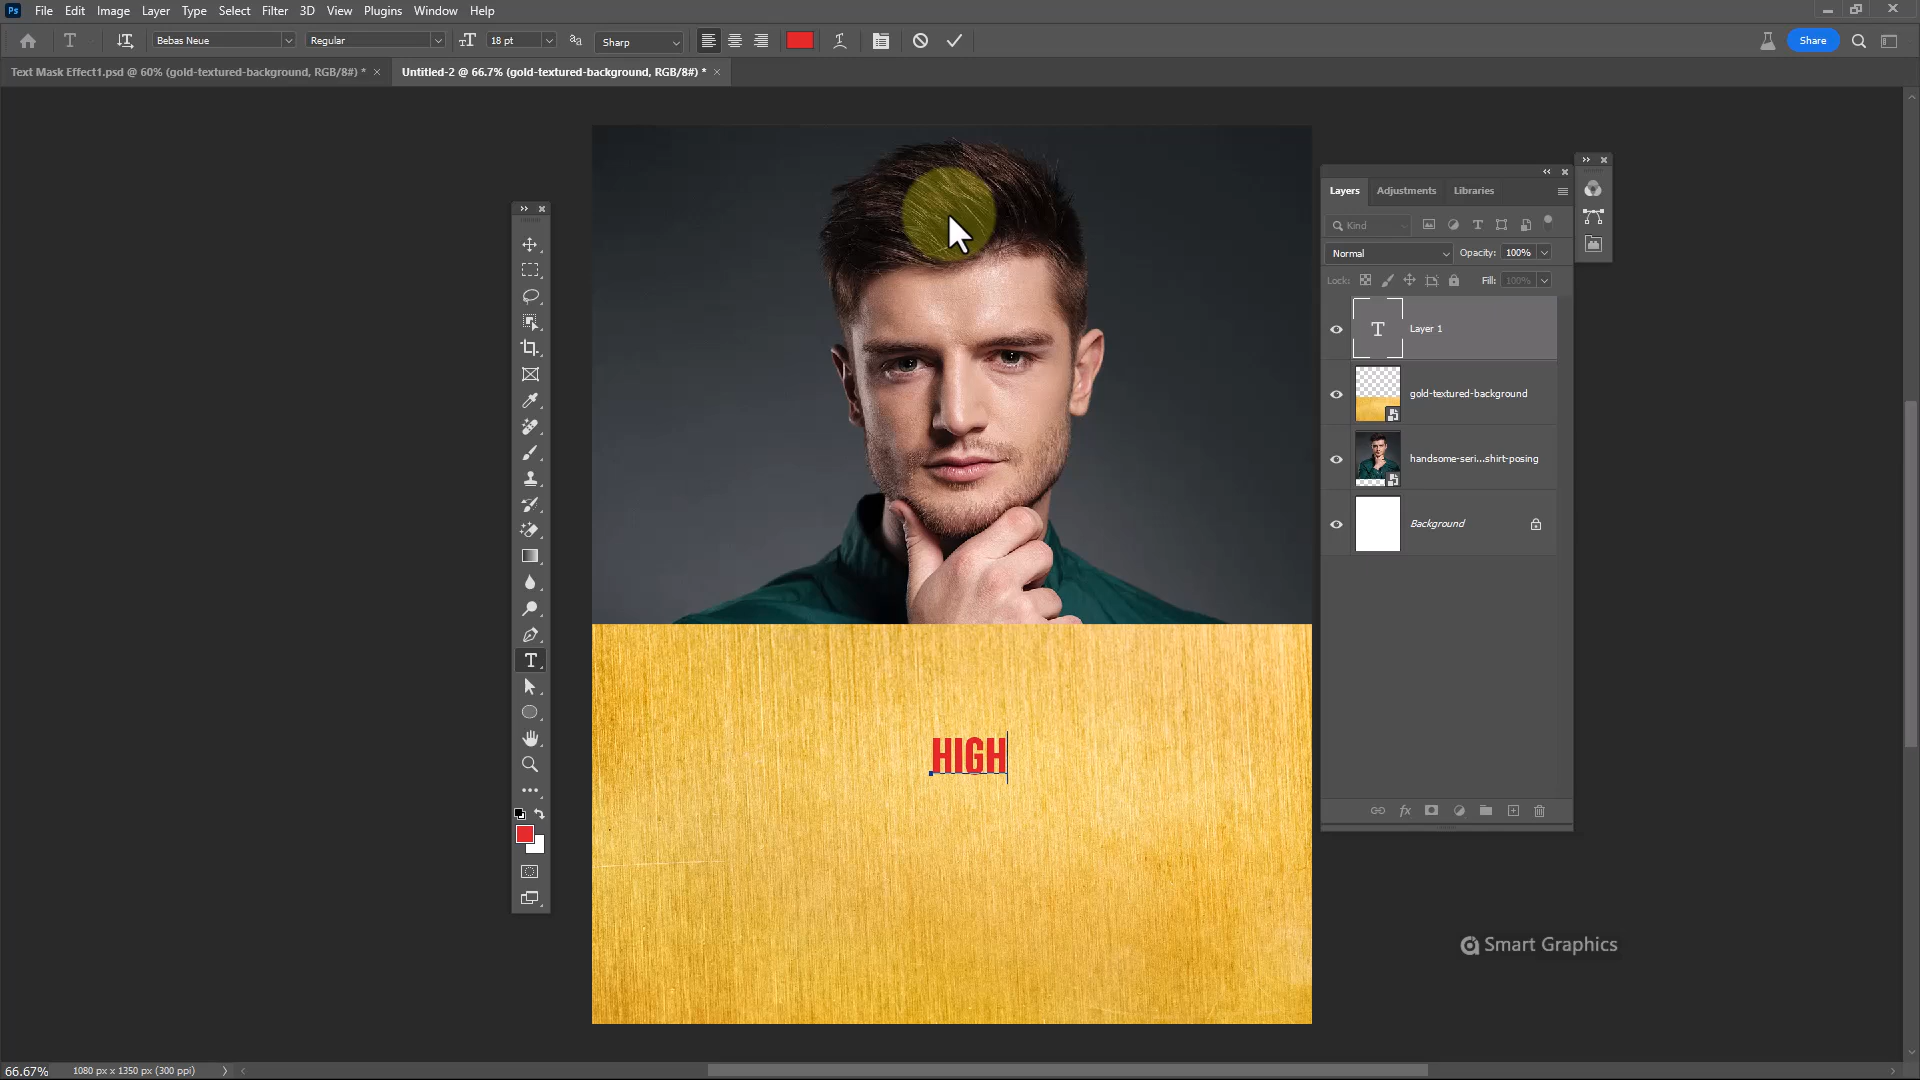 Ps File Edit Image Layer Type Select Filter 3D View Plugins Window Help
T Bebas Neue Regular 18 pt Sharp Share
Text Mask Effect1.psd @ 60% (gold-textured-background, RGB/8#) * × Untitled-2 @ 66.7% (gold-textured-background, RGB/8#) * ×
Layers Adjustments Libraries
Kind
Normal Opacity: 100%
Lock: Fill: 100%
T Layer 1
gold-textured-background
handsome-seri...shirt-posing
Background
HIGH
Smart Graphics
66.67% 1080 px x 1350 px (300 ppi)